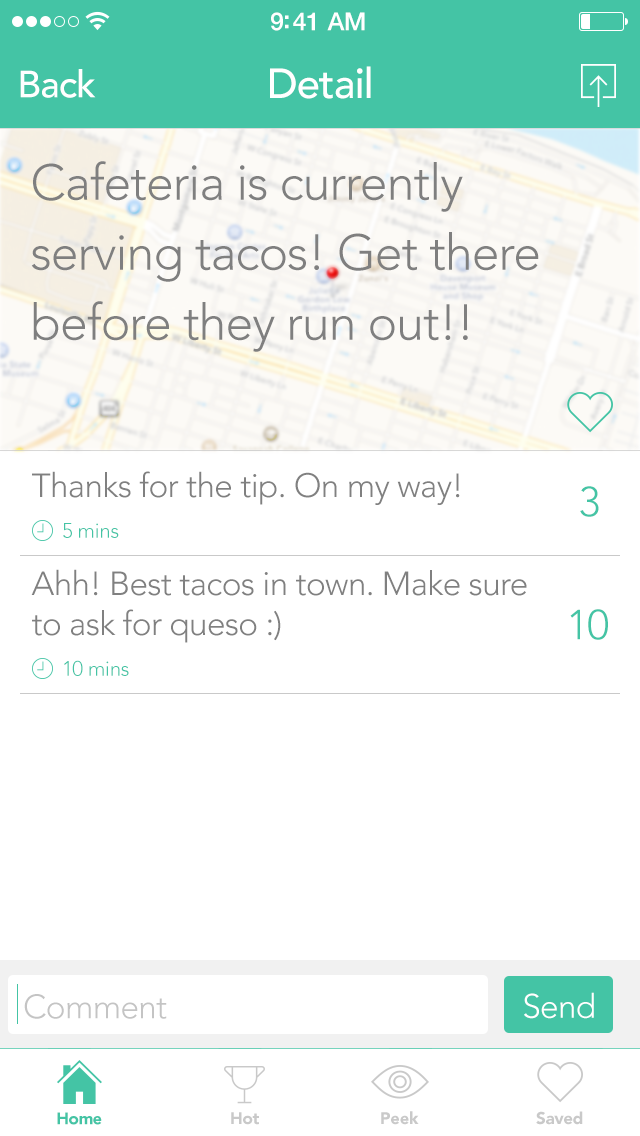 9:41 AM
Back
Detail
Cafeteria is currently
serving tacos! Get there
before they run out!!
Thanks for the tip. On my way!
3
5 mins
Ahh! Best tacos in town. Make sure
to ask for queso :)
10
10 mins
Comment
Send
Home
Hot
Peek
Saved